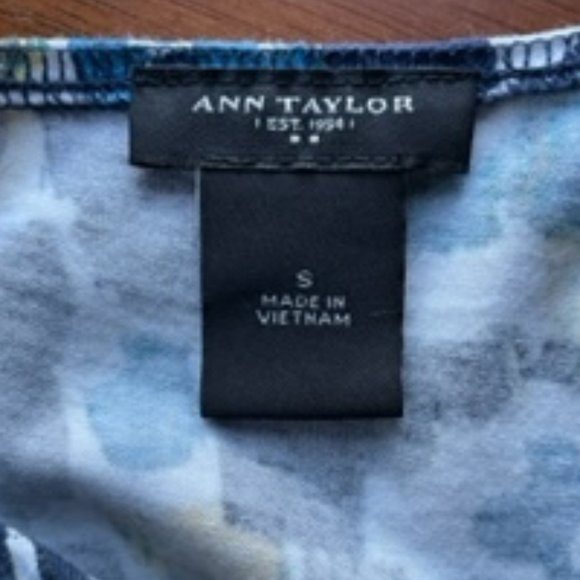 ANN TAYLOR
EST. 1954
S
MADE IN
VIETNAM